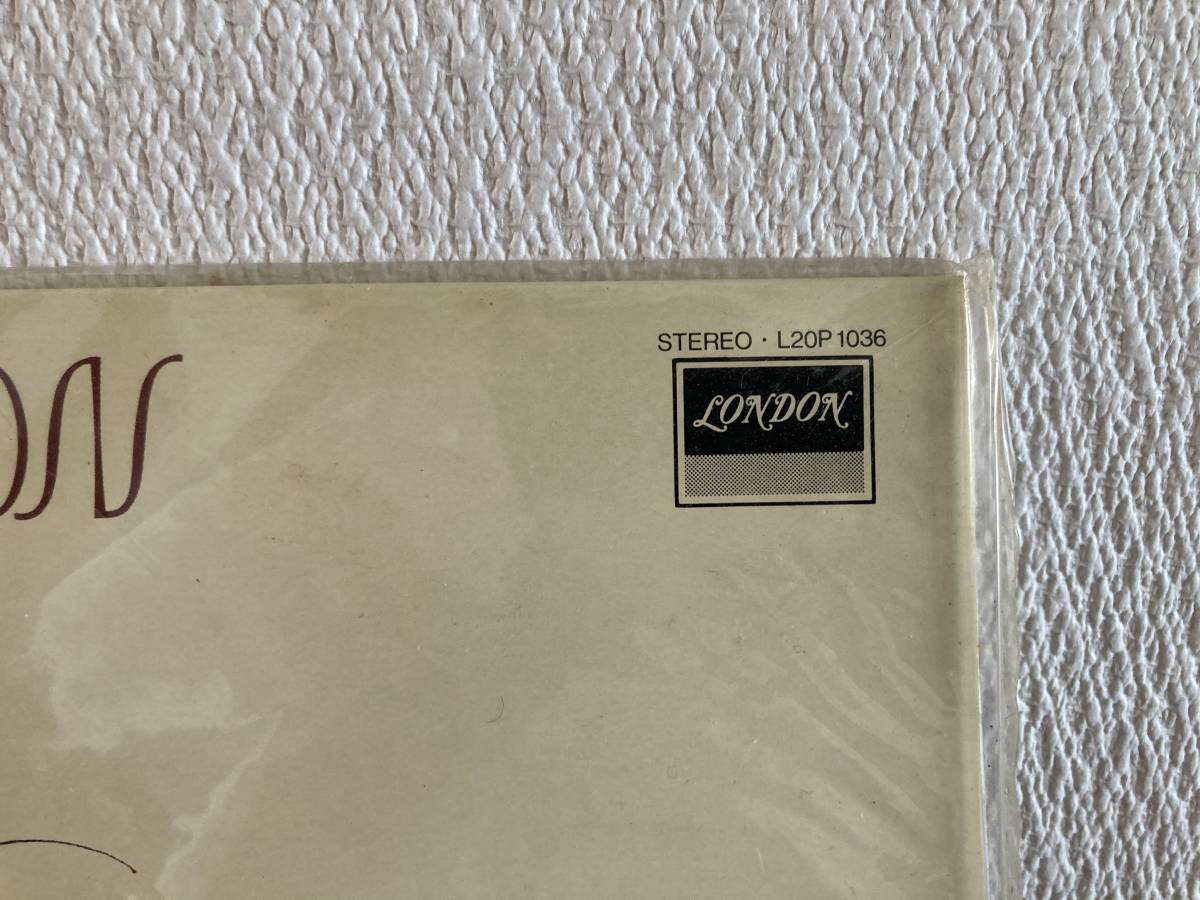 STEREO · L20P 1036
LONDON